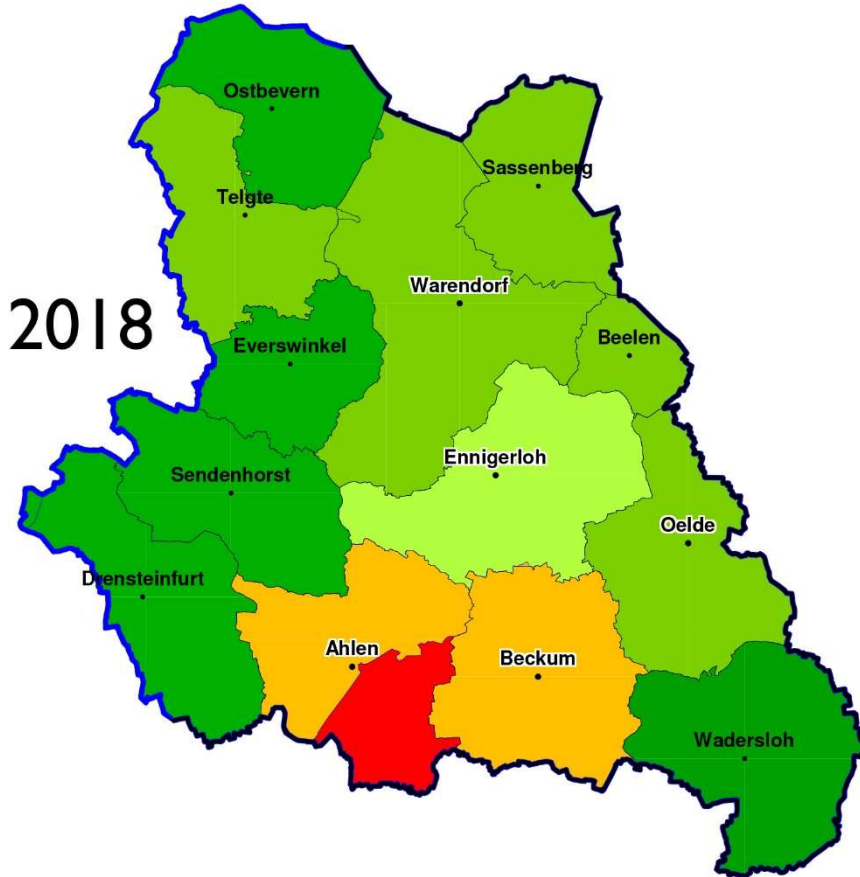 Ostbevern
Sassenberg
Telgte
Warendorf
2018
Everswinkel
Beelen
Ennigerloh
Sendenhorst
Oelde
Drensteinfurt
Ahlen
Beckum
Wadersloh